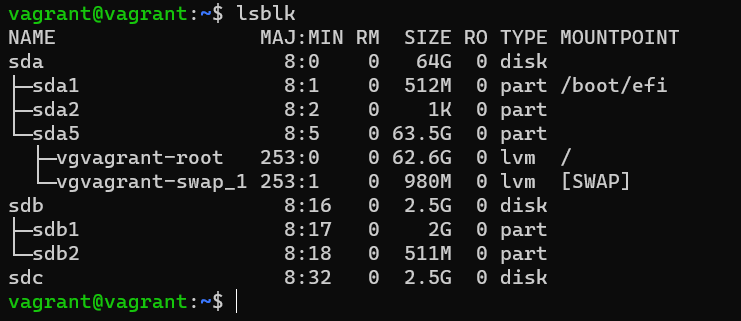 vagrant@vagrant:~$ lsblk
NAME                 MAJ:MIN RM  SIZE RO TYPE MOUNTPOINT
sda                    8:0    0   64G  0 disk
├─sda1                 8:1    0  512M  0 part /boot/efi
├─sda2                 8:2    0    1K  0 part
└─sda5                 8:5    0 63.5G  0 part
  ├─vgvagrant-root   253:0    0 62.6G  0 lvm  /
  └─vgvagrant-swap_1 253:1    0  980M  0 lvm  [SWAP]
sdb                    8:16   0  2.5G  0 disk
├─sdb1                 8:17   0    2G  0 part
└─sdb2                 8:18   0  511M  0 part
sdc                    8:32   0  2.5G  0 disk
vagrant@vagrant:~$